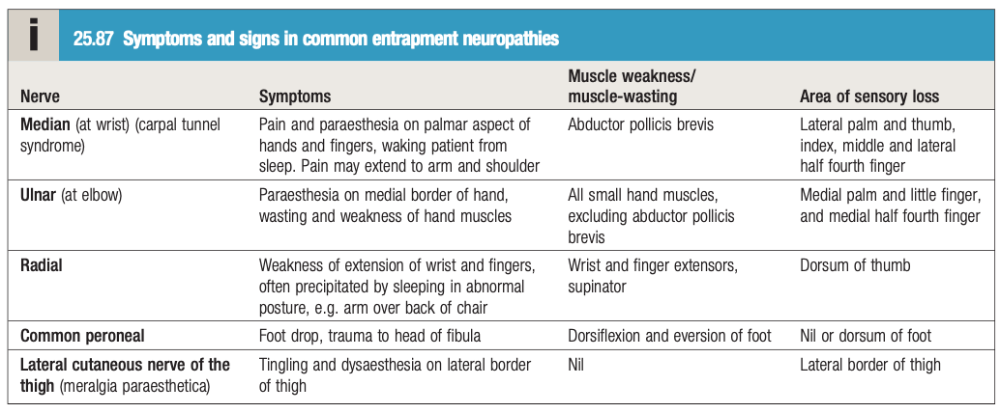 i
25.87 Symptoms and signs in common entrapment neuropathies
Nerve
Symptoms
Muscle weakness/
muscle-wasting
Area of sensory loss
Median (at wrist) (carpal tunnel
syndrome)
Pain and paraesthesia on palmar aspect of
hands and fingers, waking patient from
sleep. Pain may extend to arm and shoulder
Abductor pollicis brevis
Lateral palm and thumb,
index, middle and lateral
half fourth finger
Ulnar (at elbow)
Paraesthesia on medial border of hand,
wasting and weakness of hand muscles
All small hand muscles,
excluding abductor pollicis
brevis
Medial palm and little finger,
and medial half fourth finger
Radial
Weakness of extension of wrist and fingers,
often precipitated by sleeping in abnormal
posture, e.g. arm over back of chair
Wrist and finger extensors,
supinator
Dorsum of thumb
Common peroneal
Foot drop, trauma to head of fibula
Dorsiflexion and eversion of foot
Nil or dorsum of foot
Lateral cutaneous nerve of the
thigh (meralgia paraesthetica)
Tingling and dysaesthesia on lateral border
of thigh
Nil
Lateral border of thigh